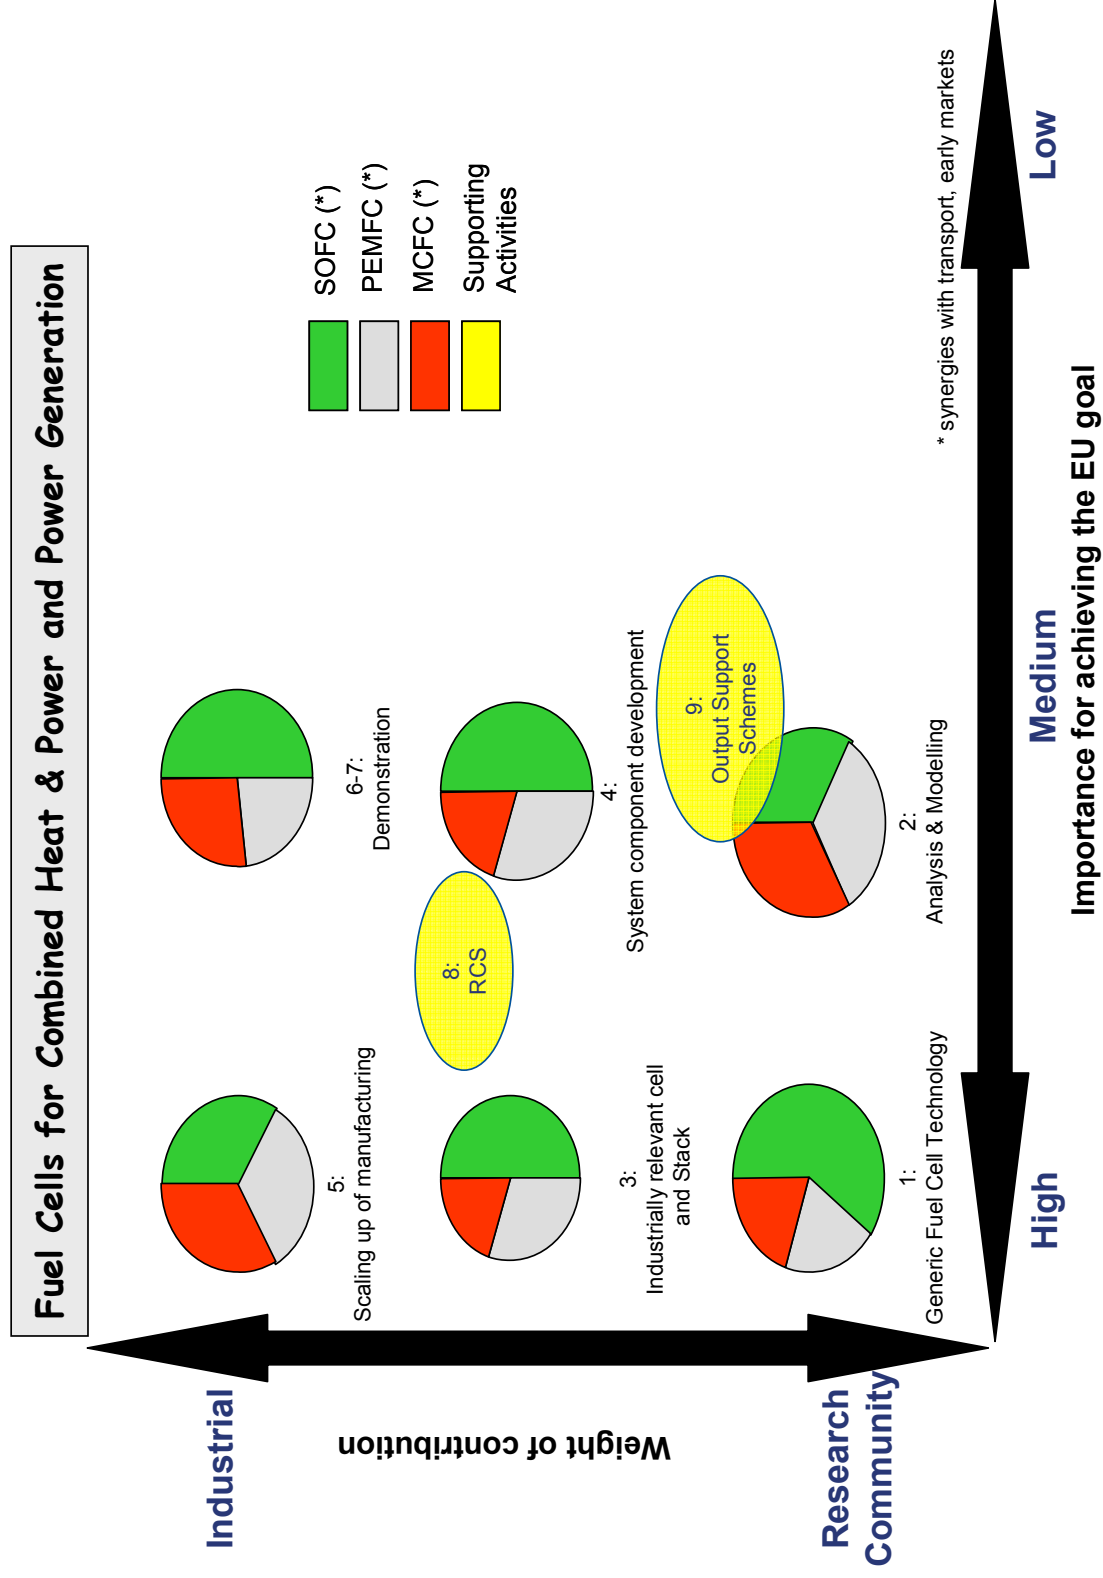 Fuel Cells for Combined Heat & Power and Power Generation
Industrial
Weight of contribution
Research
Community
5:
Scaling up of manufacturing
6-7:
Demonstration
SOFC (*)
PEMFC (*)
MCFC (*)
Supporting
Activities
8:
RCS
3:
Industrially relevant cell
and Stack
4:
System component development
9:
Output Support
Schemes
1:
Generic Fuel Cell Technology
2:
Analysis & Modelling
* synergies with transport, early markets
High
Medium
Low
Importance for achieving the EU goal